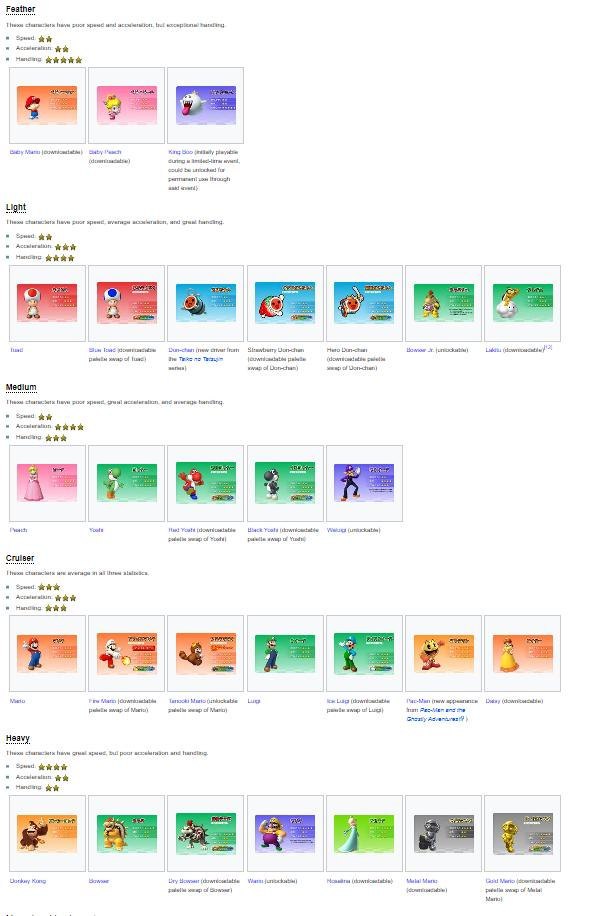 Feather
These characters have poor speed and acceleration, but exceptional handling.
Speed:
Acceleration:
Handling:
Baby Mario (downloadable)
Baby Peach (downloadable)
King Boo (initially playable during a limited-time event, could be unlocked for permanent use through said event)
Light
These characters have poor speed, average acceleration, and great handling.
Speed:
Acceleration:
Handling:
Toad
Blue Toad (downloadable palette swap of Toad)
Don-chan (new driver from the Taiko no Tatsujin series)
Strawberry Don-chan (downloadable palette swap of Don-chan)
Hero Don-chan (downloadable palette swap of Don-chan)
Bowser Jr. (unlockable)
Lakitu (downloadable)
Medium
These characters have poor speed, great acceleration, and average handling.
Speed:
Acceleration:
Handling:
Peach
Yoshi
Red Yoshi (downloadable palette swap of Yoshi)
Black Yoshi (downloadable palette swap of Yoshi)
Waluigi (unlockable)
Cruiser
These characters are average in all three statistics.
Speed:
Acceleration:
Handling:
Mario
Fire Mario (downloadable palette swap of Mario)
Tanooki Mario (unlockable palette swap of Mario)
Luigi
Ice Luigi (downloadable palette swap of Luigi)
Pac-Man (new appearance from Pac-Man and the Ghostly Adventures)
Daisy (downloadable)
Heavy
These characters have great speed, but poor acceleration and handling.
Speed:
Acceleration:
Handling:
Donkey Kong
Bowser
Dry Bowser (downloadable palette swap of Bowser)
Wario (unlockable)
Rosalina (downloadable)
Metal Mario (downloadable)
Gold Mario (downloadable palette swap of Metal Mario)